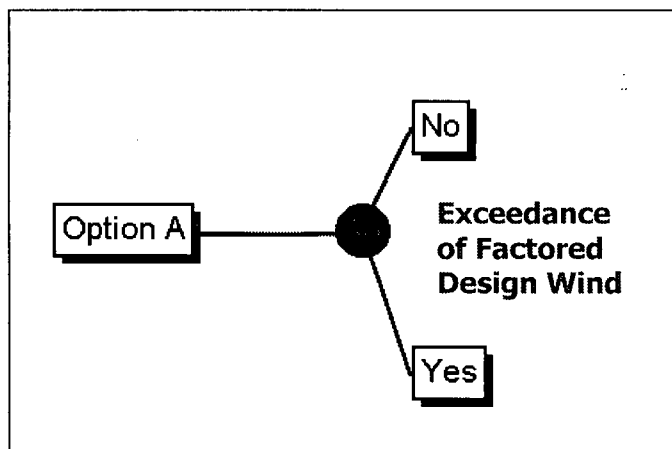 No
Option A
Exceedance
of Factored
Design Wind
Yes